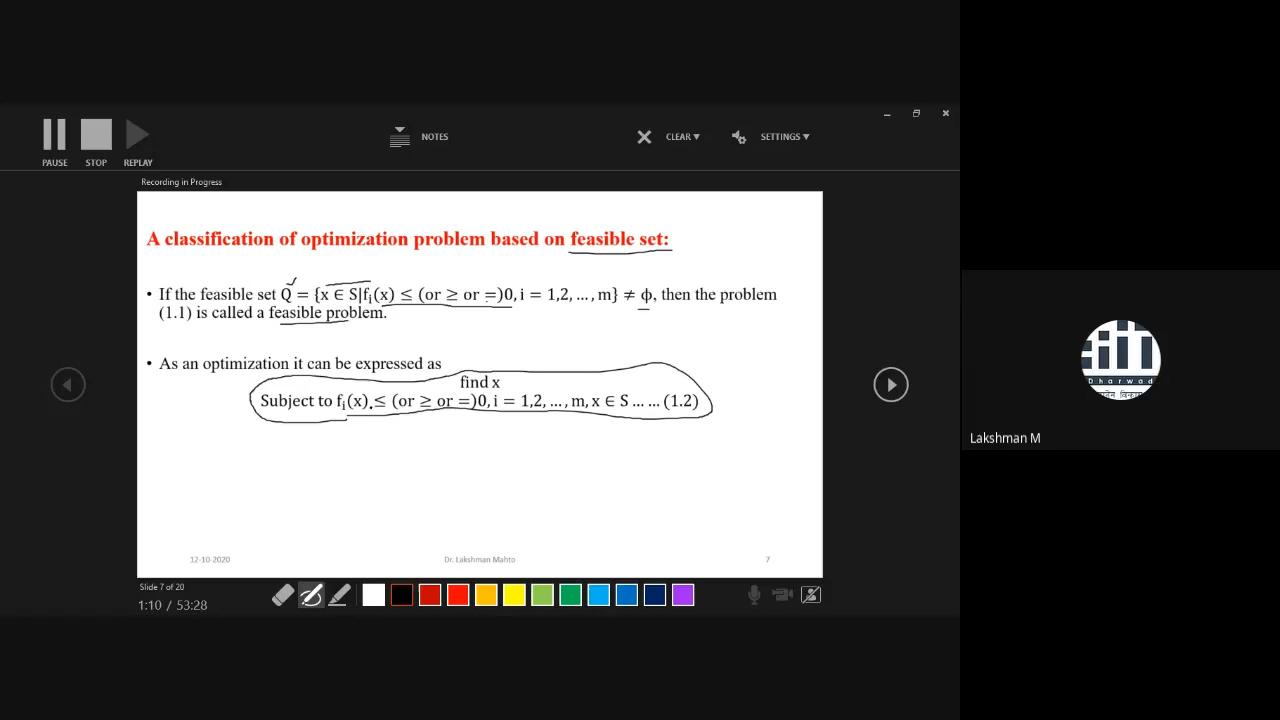 PAUSE STOP REPLAY
NOTES
CLEAR
SETTINGS
Recording in Progress
A classification of optimization problem based on feasible set:
• If the feasible set Q = {x ∈ S|fᵢ(x) ≤ (or ≥ or =)0, i = 1,2, … , m} ≠ ϕ, then the problem
(1.1) is called a feasible problem.
• As an optimization it can be expressed as
find x
Subject to fᵢ(x) ≤ (or ≥ or =)0, i = 1,2, … , m, x ∈ S … … (1.2)
12-10-2020 Dr. Lakshman Mahto 7
Slide 7 of 20
1:10 / 53:28
Dharwad
Lakshman M